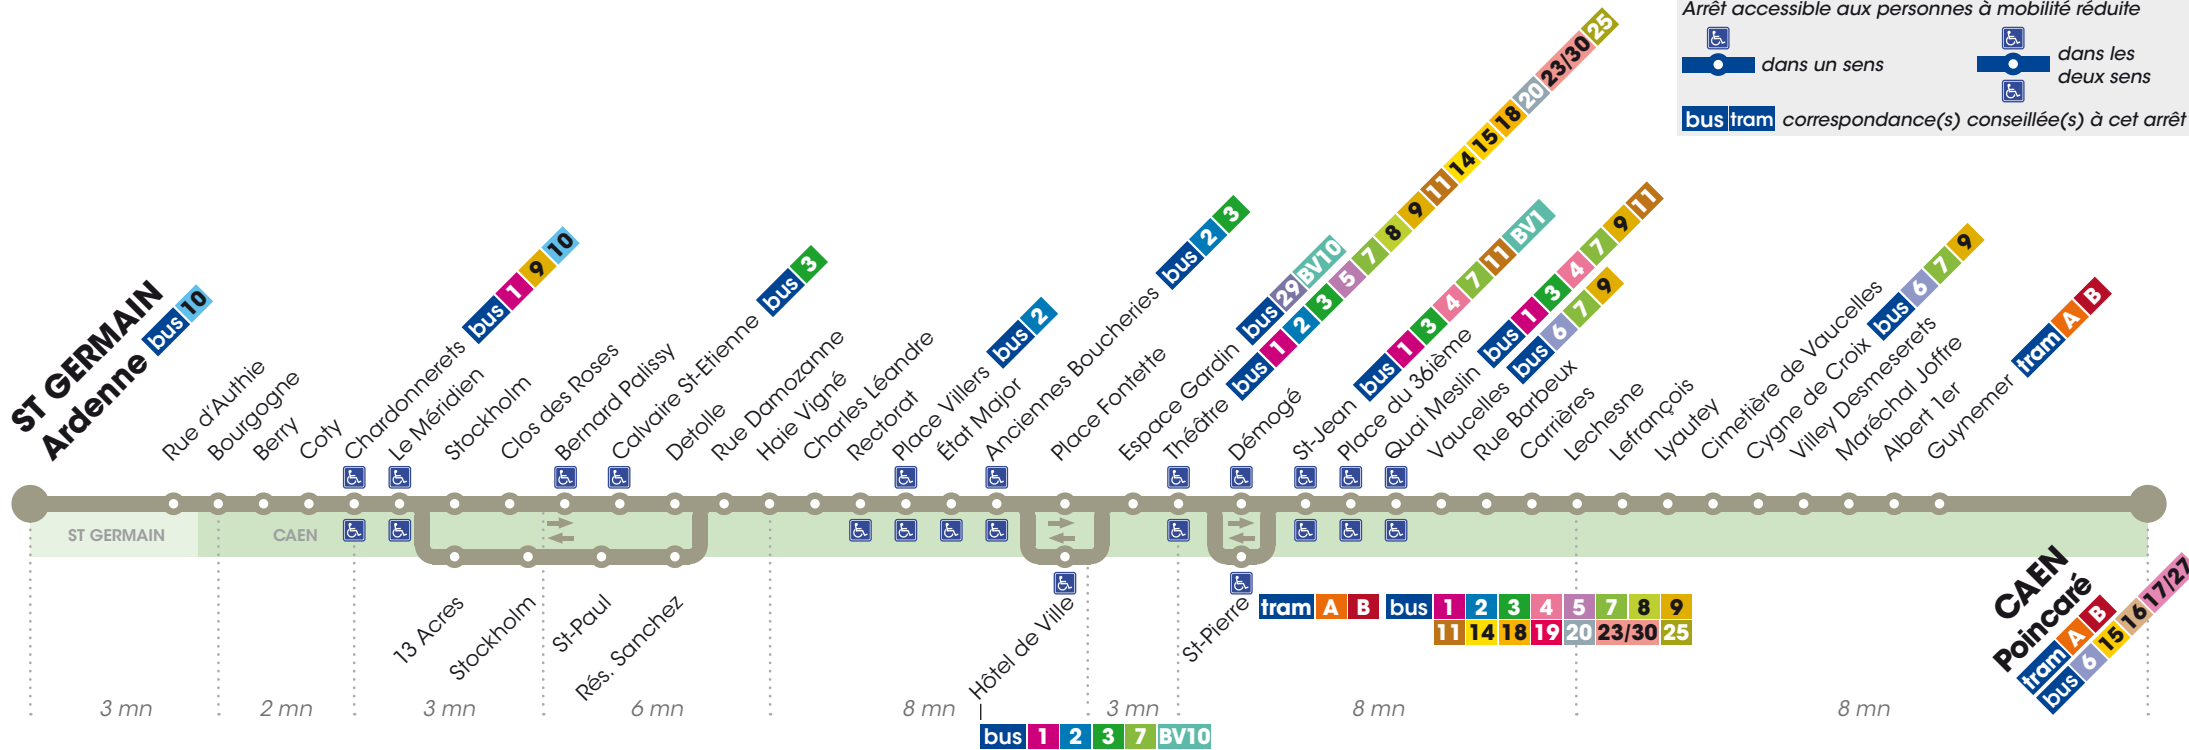 Arrêt accessible aux personnes à mobilité réduite
dans un sens
dans les
deux sens
bus tram correspondance(s) conseillée(s) à cet arrêt
ST GERMAIN
Ardenne bus 10
Rue d'Authie
Bourgogne
Berry
Coty
Chardonnerets bus 1 9 10
Le Méridien
Stockholm
Clos des Roses
Bernard Palissy
Calvaire St-Etienne bus 3
Detolle
Rue Damozanne
Haie Vigné
Charles Léandre
Rectorat
Place Villers bus 2
État Major
Anciennes Boucheries bus 2 3
Place Fontette
Espace Gardin bus 29 BV10
Théâtre bus 1 2 3 5 7 8 9 11 14 15 18 20 23/30 25
Démogé
St-Jean bus 1 3 4 7 11 BV1
Place du 36ième
Quai Meslin bus 1 3 4 7 9 11
Vaucelles bus 6 7 9
Rue Barbeux
Carrières
Lechesne
Lefrançois
Lyautey
Cimetière de Vaucelles
Cygne de Croix bus 6 7 9
Villey Desmeserets
Maréchal Joffre
Albert 1er
Guynemer tram A B
ST GERMAIN
CAEN
13 Acres
Stockholm
St-Paul
Rés. Sanchez
Hôtel de Ville
bus 1 2 3 7 BV10
St-Pierre tram A B bus 1 2 3 4 5 7 8 9
11 14 18 19 20 23/30 25
CAEN
Poincaré
tram A B
bus 6 15 16 17/27
3 mn
2 mn
3 mn
6 mn
8 mn
3 mn
8 mn
8 mn